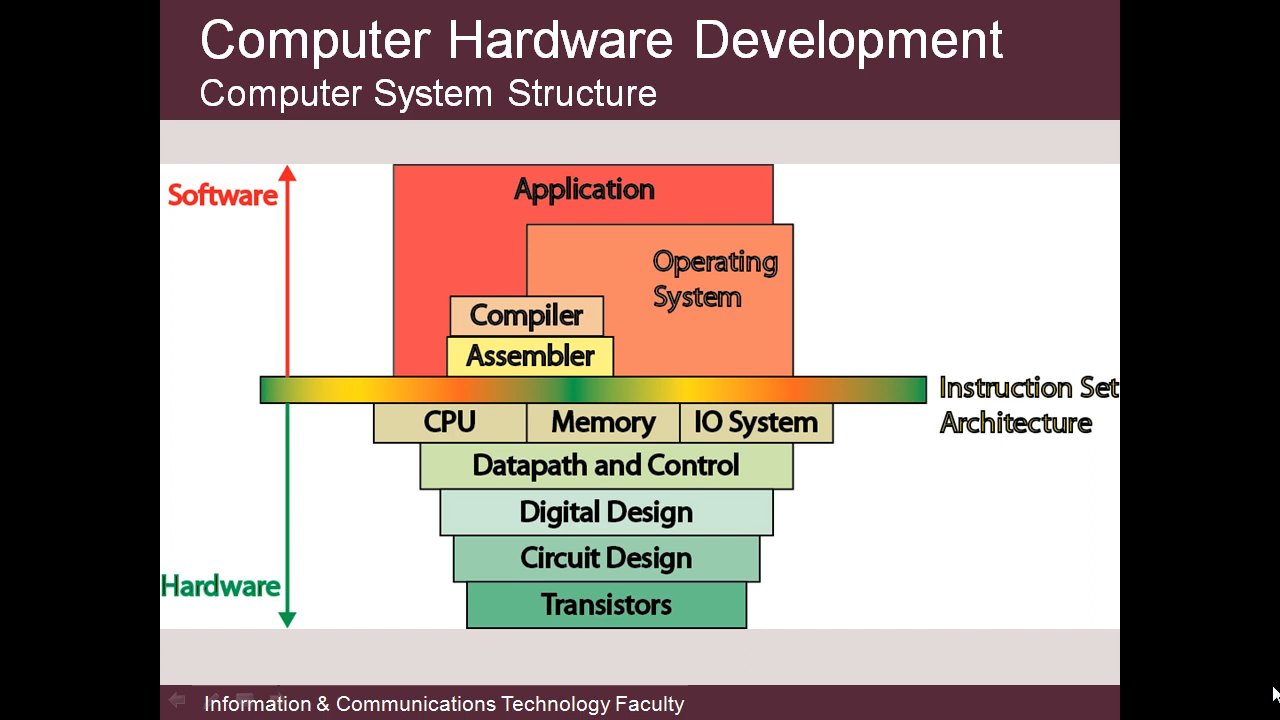 Computer Hardware Development
Computer System Structure
Software
Application
Operating
System
Compiler
Assembler
Instruction Set
Architecture
CPU
Memory
IO System
Datapath and Control
Digital Design
Circuit Design
Hardware
Transistors
Information & Communications Technology Faculty